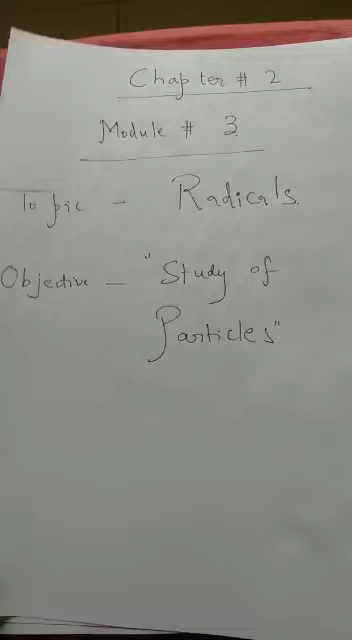 Chapter # 2
Module # 3
Topic - Radicals.
Objective - "Study of
Particles"